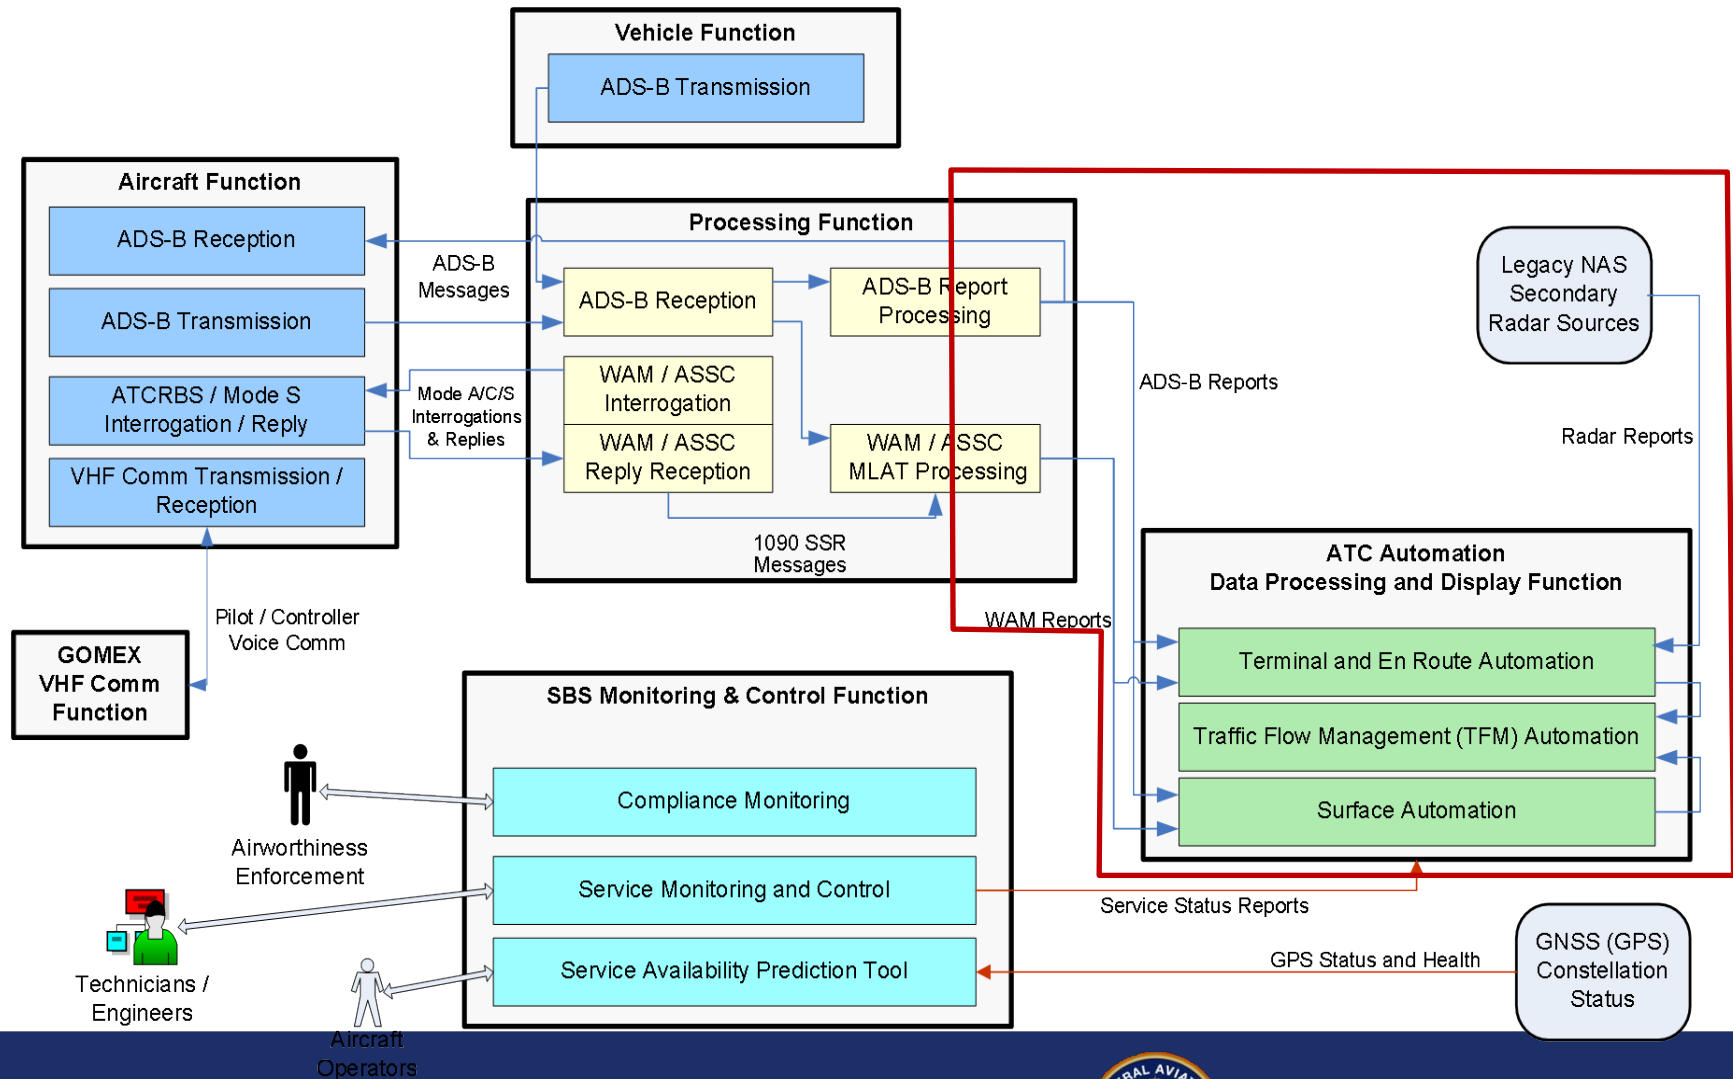 Vehicle Function
ADS-B Transmission
Aircraft Function
ADS-B Reception
ADS-B Transmission
ATCRBS / Mode S
Interrogation / Reply
VHF Comm Transmission /
Reception
ADS-B
Messages
Mode A/C/S
Interrogations
& Replies
Processing Function
ADS-B Reception
ADS-B Report
Processing
WAM / ASSC
Interrogation
WAM / ASSC
Reply Reception
WAM / ASSC
MLAT Processing
1090 SSR
Messages
Legacy NAS
Secondary
Radar Sources
ADS-B Reports
Radar Reports
WAM Reports
ATC Automation
Data Processing and Display Function
Terminal and En Route Automation
Traffic Flow Management (TFM) Automation
Surface Automation
Pilot / Controller
Voice Comm
GOMEX
VHF Comm
Function
SBS Monitoring & Control Function
Compliance Monitoring
Service Monitoring and Control
Service Availability Prediction Tool
Airworthiness
Enforcement
Technicians /
Engineers
Aircraft
Operators
Service Status Reports
GPS Status and Health
GNSS (GPS)
Constellation
Status